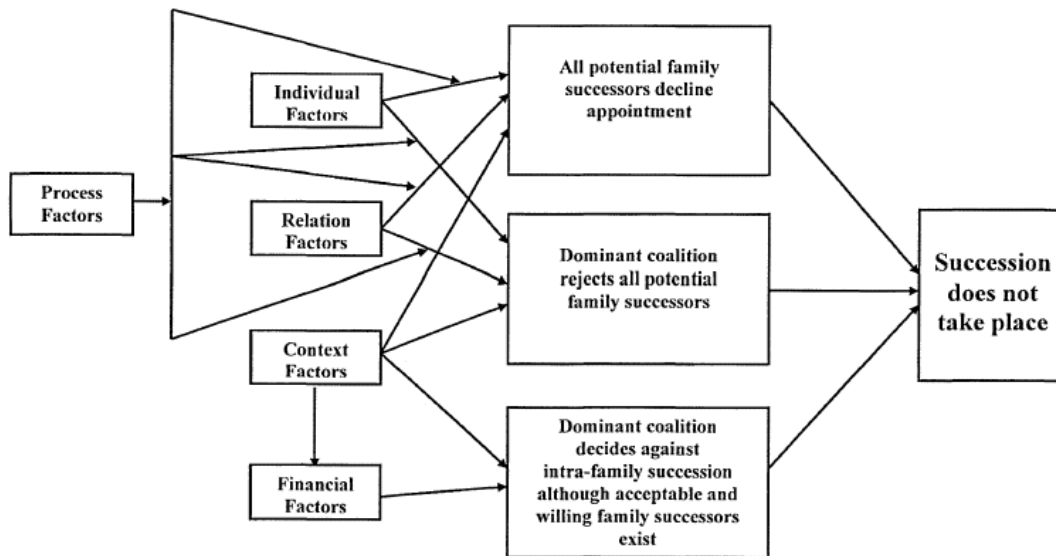 Process
Factors
Individual
Factors
Relation
Factors
Context
Factors
Financial
Factors
All potential family
successors decline
appointment
Dominant coalition
rejects all potential
family successors
Dominant coalition
decides against
intra-family succession
although acceptable and
willing family successors
exist
Succession
does not
take place